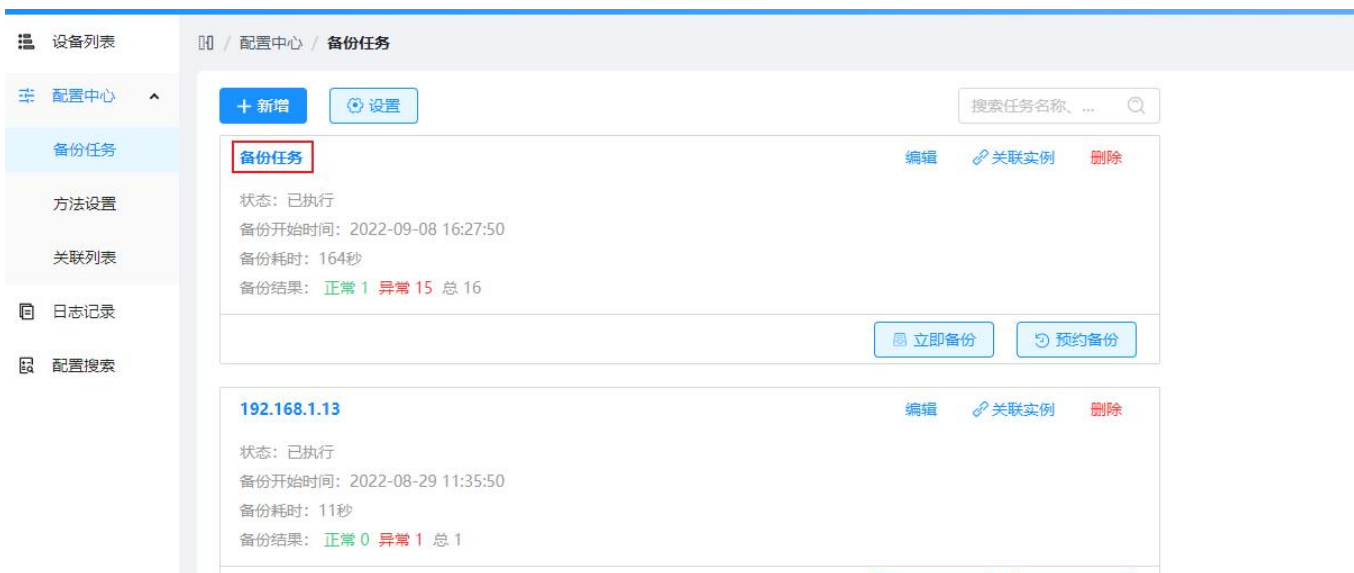 设备列表
配置中心
备份任务
方法设置
关联列表
日志记录
配置搜索
/ 配置中心 / 备份任务
+ 新增 设置 搜索任务名称、 ...
备份任务 编辑 关联实例 删除
状态：已执行
备份开始时间：2022-09-08 16:27:50
备份耗时：164秒
备份结果： 正常 1 异常 15 总 16
立即备份 预约备份
192.168.1.13 编辑 关联实例 删除
状态：已执行
备份开始时间：2022-08-29 11:35:50
备份耗时：11秒
备份结果： 正常 0 异常 1 总 1